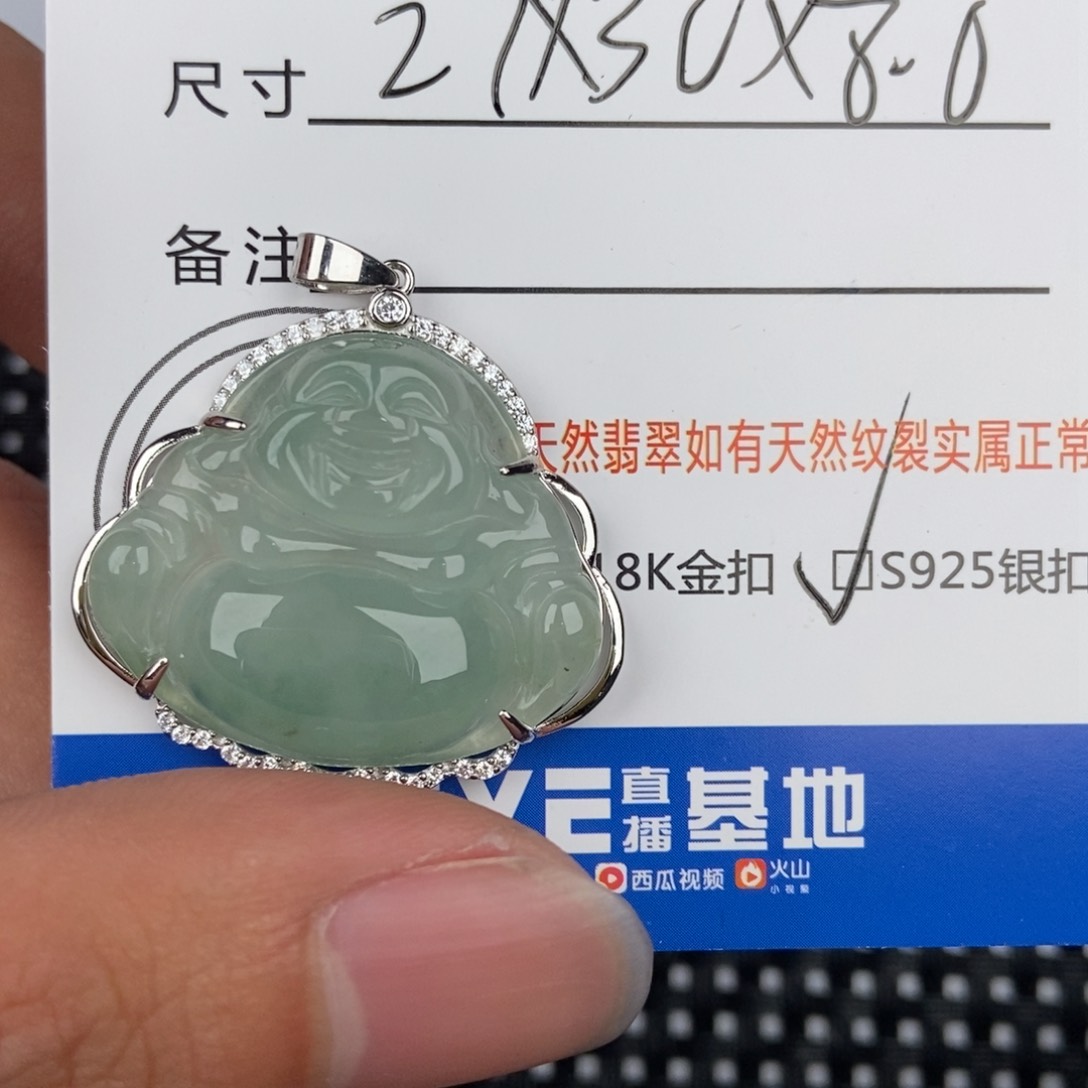 尺寸 27X30X8.0
备注
天然翡翠如有天然纹裂实属正常
8K金扣 ☐S925银扣
VE 直播 基地
西瓜视频 火山小视频